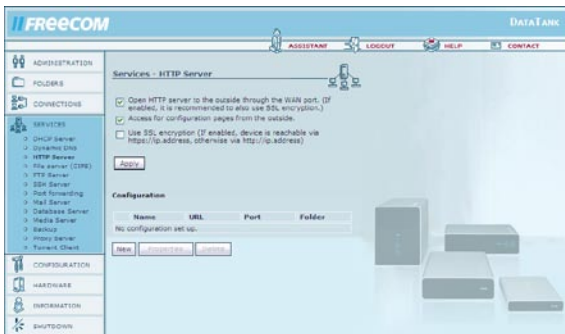 FREECOM
DATATANK
ASSISTANT
LOGOUT
HELP
CONTACT
ADMINISTRATION
FOLDERS
CONNECTIONS
SERVICES
DHCP Server
Dynamic DNS
HTTP Server
File server (CIFS)
FTP Server
SSH Server
Port forwarding
Mail Server
Database Server
Media Server
Backup
Proxy Server
Torrent Client
CONFIGURATION
HARDWARE
INFORMATION
SHUTDOWN
Services - HTTP Server
Open HTTP server to the outside through the WAN port. (If
enabled, it is recommended to also use SSL encryption.)
Access for configuration pages from the outside.
Use SSL encryption (If enabled, device is reachable via
https://ip.address, otherwise via http://ip.address)
Apply
Configuration
Name URL Port Folder
No configuration set up.
New Properties Delete